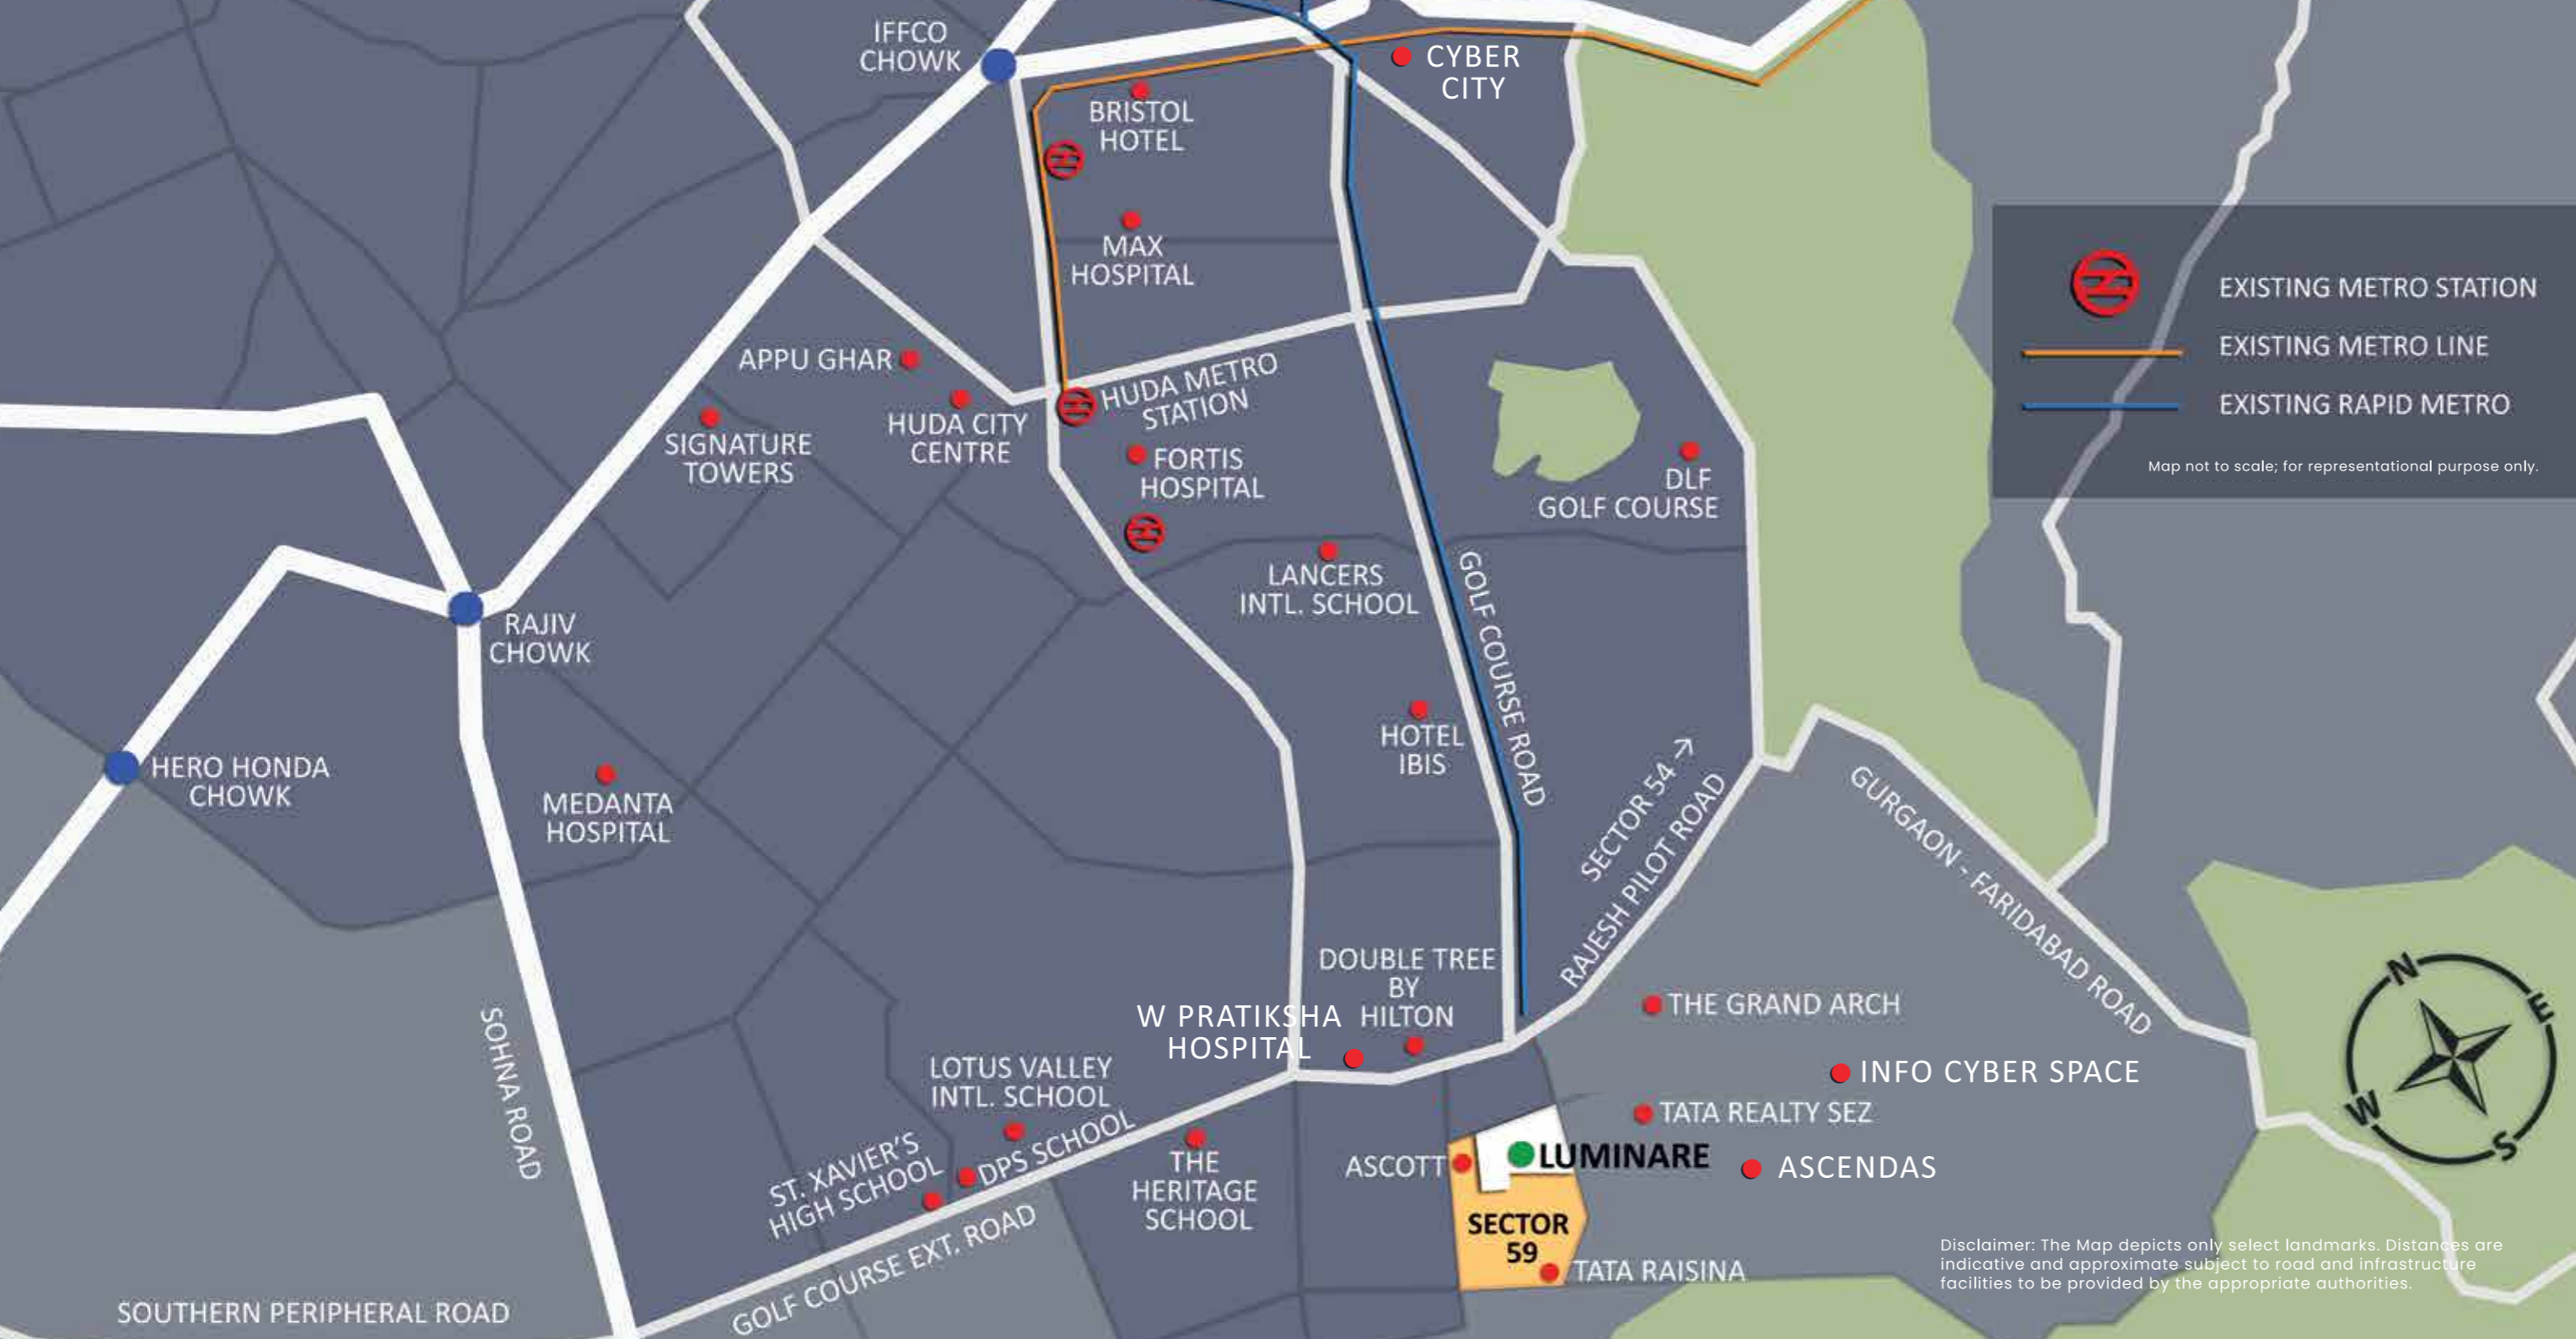 IFFCO
CHOWK
CYBER
CITY
BRISTOL
HOTEL
MAX
HOSPITAL
EXISTING METRO STATION
EXISTING METRO LINE
EXISTING RAPID METRO
Map not to scale; for representational purpose only.
APPU GHAR
HUDA METRO
STATION
HUDA CITY
CENTRE
SIGNATURE
TOWERS
FORTIS
HOSPITAL
DLF
GOLF COURSE
LANCERS
INTL. SCHOOL
GOLF COURSE ROAD
RAJIV
CHOWK
HOTEL
IBIS
HERO HONDA
CHOWK
MEDANTA
HOSPITAL
SECTOR 54 →
RAJESH PILOT ROAD
GURGAON - FARIDABAD ROAD
N
E
W
S
DOUBLE TREE
BY
HILTON
W PRATIKSHA
HOSPITAL
THE GRAND ARCH
INFO CYBER SPACE
SOHNA ROAD
LOTUS VALLEY
INTL. SCHOOL
DPS SCHOOL
ST. XAVIER'S
HIGH SCHOOL
THE
HERITAGE
SCHOOL
TATA REALTY SEZ
ASCOTT
LUMINARE
ASCENDAS
SECTOR
59
TATA RAISINA
GOLF COURSE EXT. ROAD
SOUTHERN PERIPHERAL ROAD
Disclaimer: The Map depicts only select landmarks. Distances are
indicative and approximate subject to road and infrastructure
facilities to be provided by the appropriate authorities.